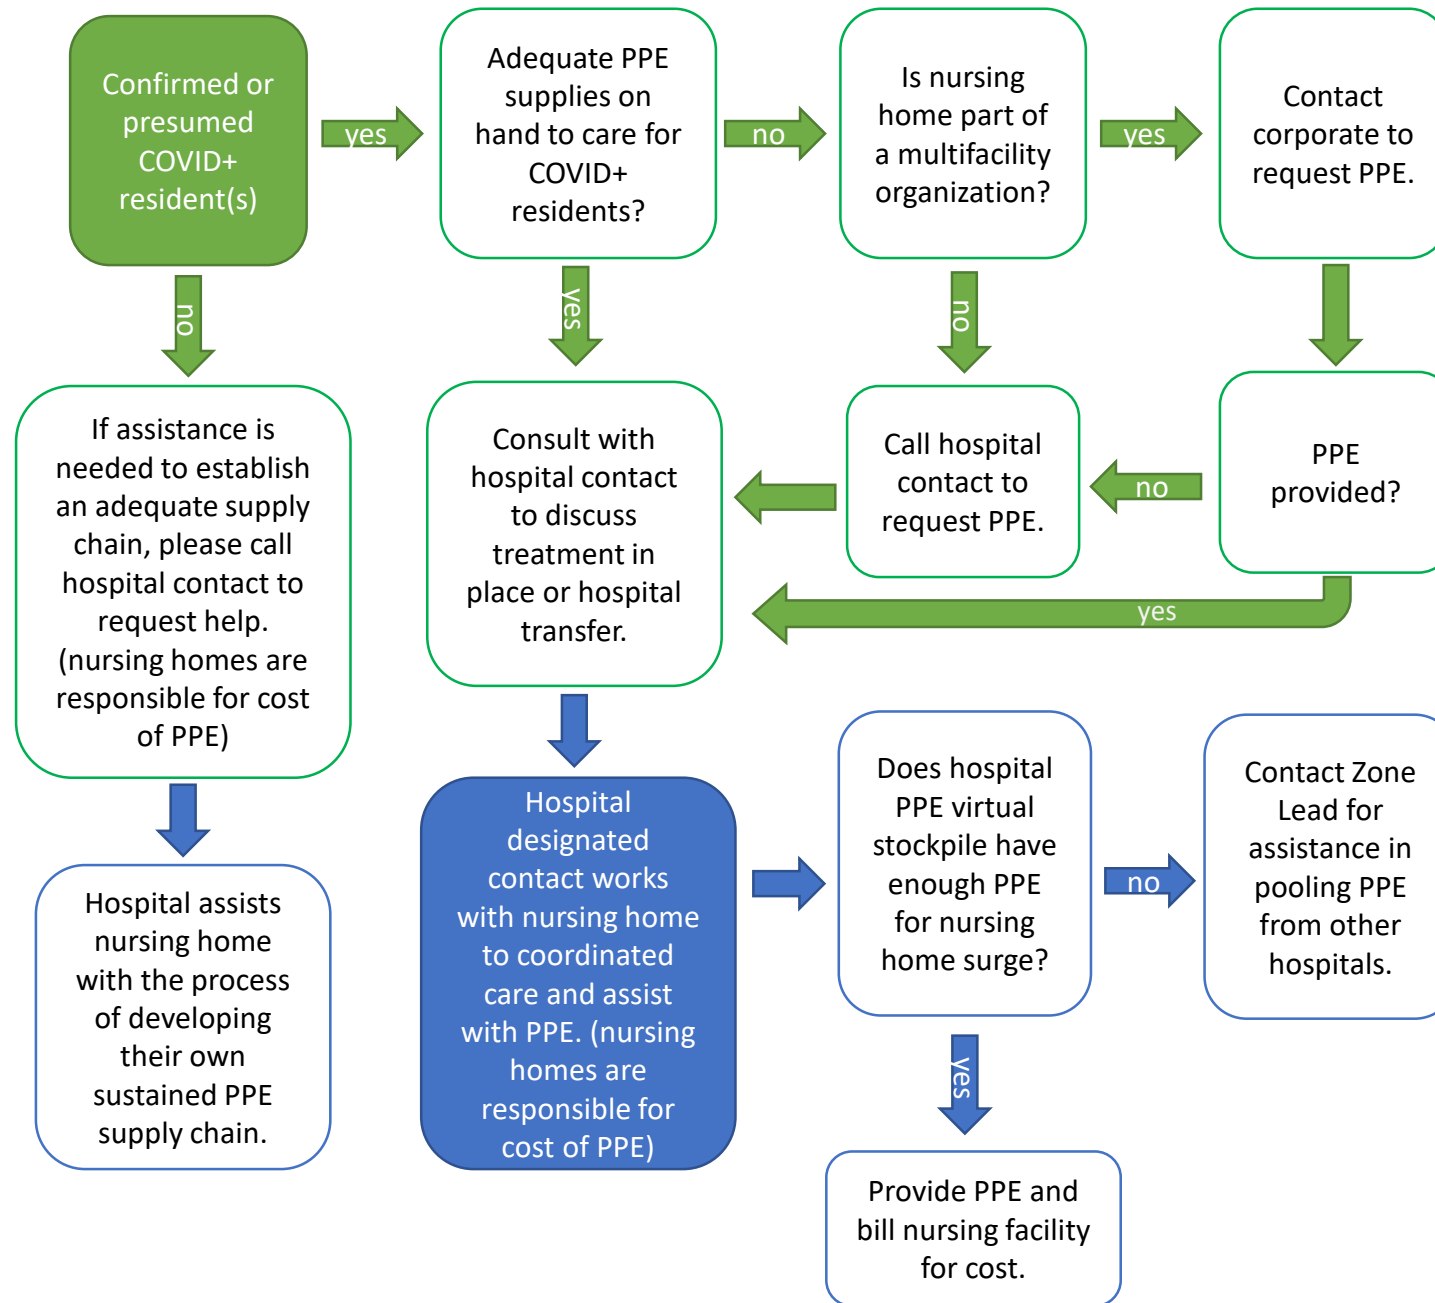 Confirmed or
presumed
COVID+
resident(s)
yes
Adequate PPE
supplies on
hand to care for
COVID+
residents?
no
Is nursing
home part of
a multifacility
organization?
yes
Contact
corporate to
request PPE.
no
yes
no
If assistance is
needed to establish
an adequate supply
chain, please call
hospital contact to
request help.
(nursing homes are
responsible for cost
of PPE)
Consult with
hospital contact
to discuss
treatment in
place or hospital
transfer.
Call hospital
contact to
request PPE.
no
PPE
provided?
yes
Hospital assists
nursing home
with the process
of developing
their own
sustained PPE
supply chain.
Hospital
designated
contact works
with nursing home
to coordinated
care and assist
with PPE. (nursing
homes are
responsible for
cost of PPE)
Does hospital
PPE virtual
stockpile have
enough PPE
for nursing
home surge?
no
Contact Zone
Lead for
assistance in
pooling PPE
from other
hospitals.
yes
Provide PPE and
bill nursing facility
for cost.